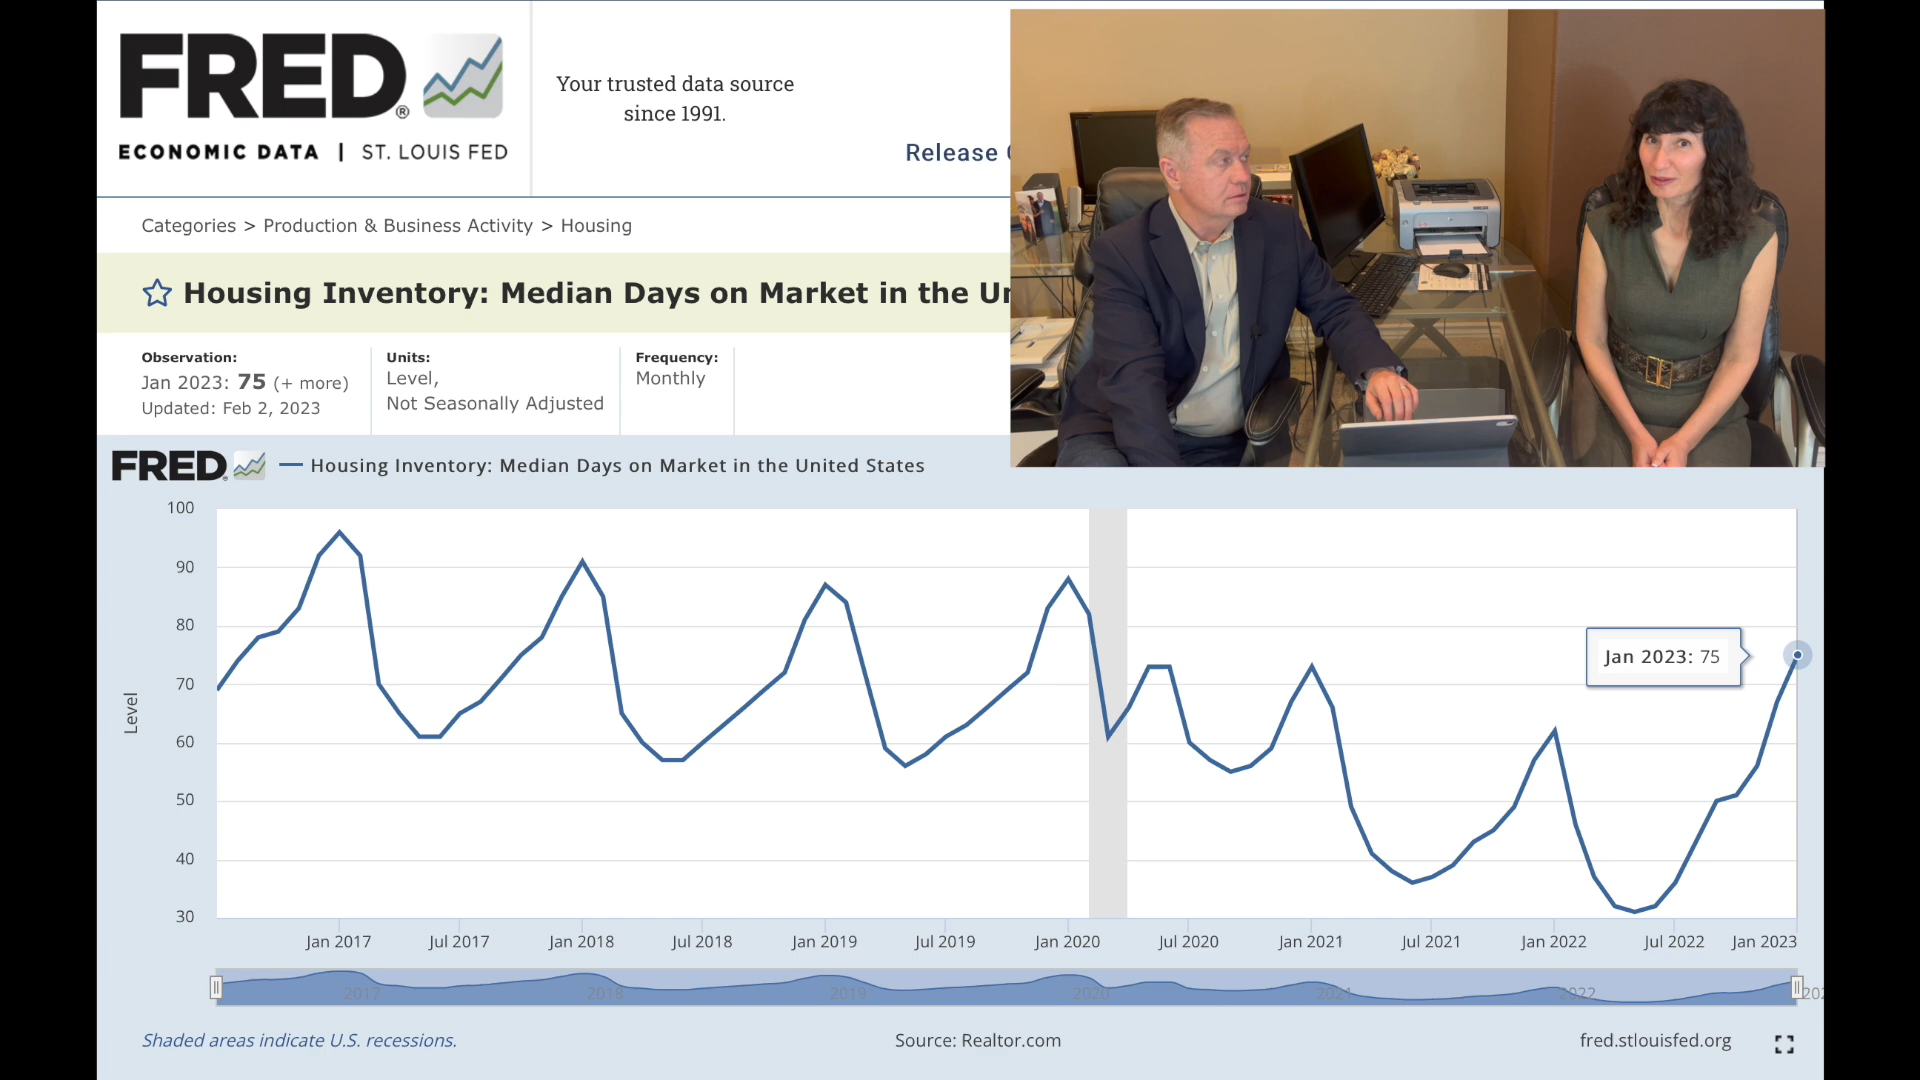 FRED®
ECONOMIC DATA | ST. LOUIS FED
Your trusted data source
since 1991.
Release
Categories > Production & Business Activity > Housing
Housing Inventory: Median Days on Market in the
Observation:
Jan 2023: 75 (+ more)
Updated: Feb 2, 2023
Units:
Level,
Not Seasonally Adjusted
Frequency:
Monthly
FRED
Housing Inventory: Median Days on Market in the United States
100
90
80
70
60
50
40
30
Level
Jan 2023: 75
Jan 2017
Jul 2017
Jan 2018
Jul 2018
Jan 2019
Jul 2019
Jan 2020
Jul 2020
Jan 2021
Jul 2021
Jan 2022
Jul 2022
Jan 2023
2017
2018
2019
2020
2021
2022
Shaded areas indicate U.S. recessions.
Source: Realtor.com
fred.stlouisfed.org